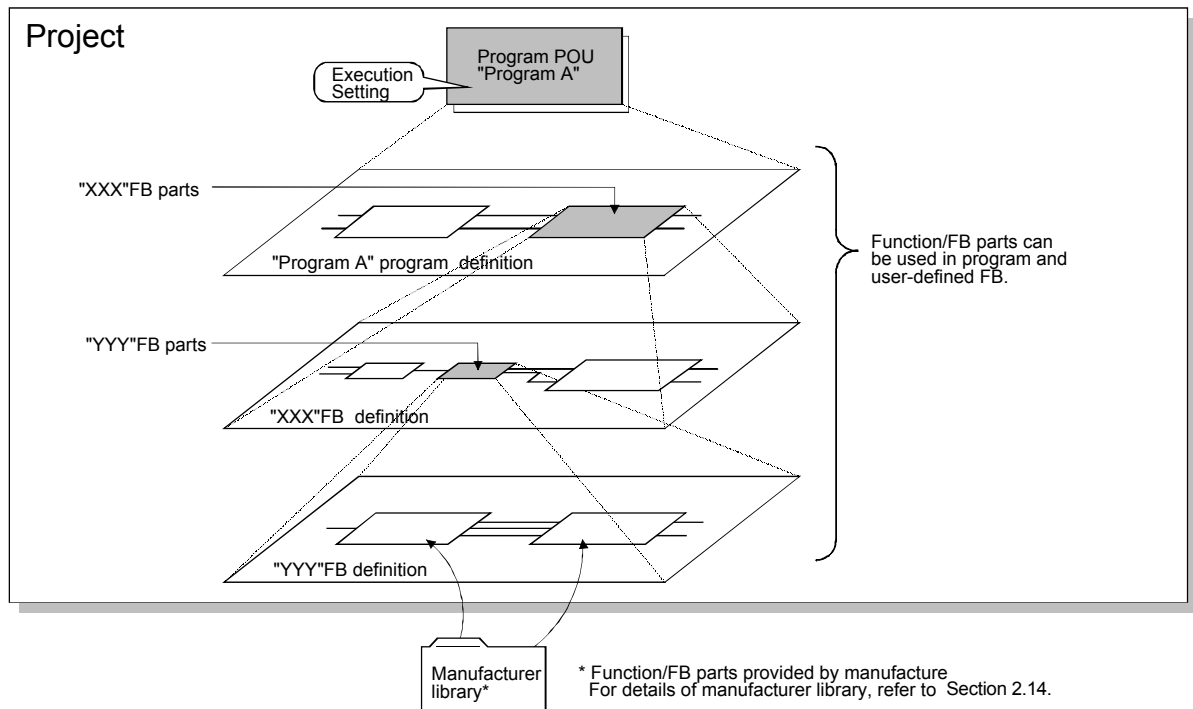 Project
Program POU
"Program A"
Execution
Setting
"XXX"FB parts
"Program A" program definition
Function/FB parts can
be used in program and
user-defined FB.
"YYY"FB parts
"XXX"FB definition
"YYY"FB definition
Manufacturer
library*
* Function/FB parts provided by manufacture
For details of manufacturer library, refer to Section 2.14.